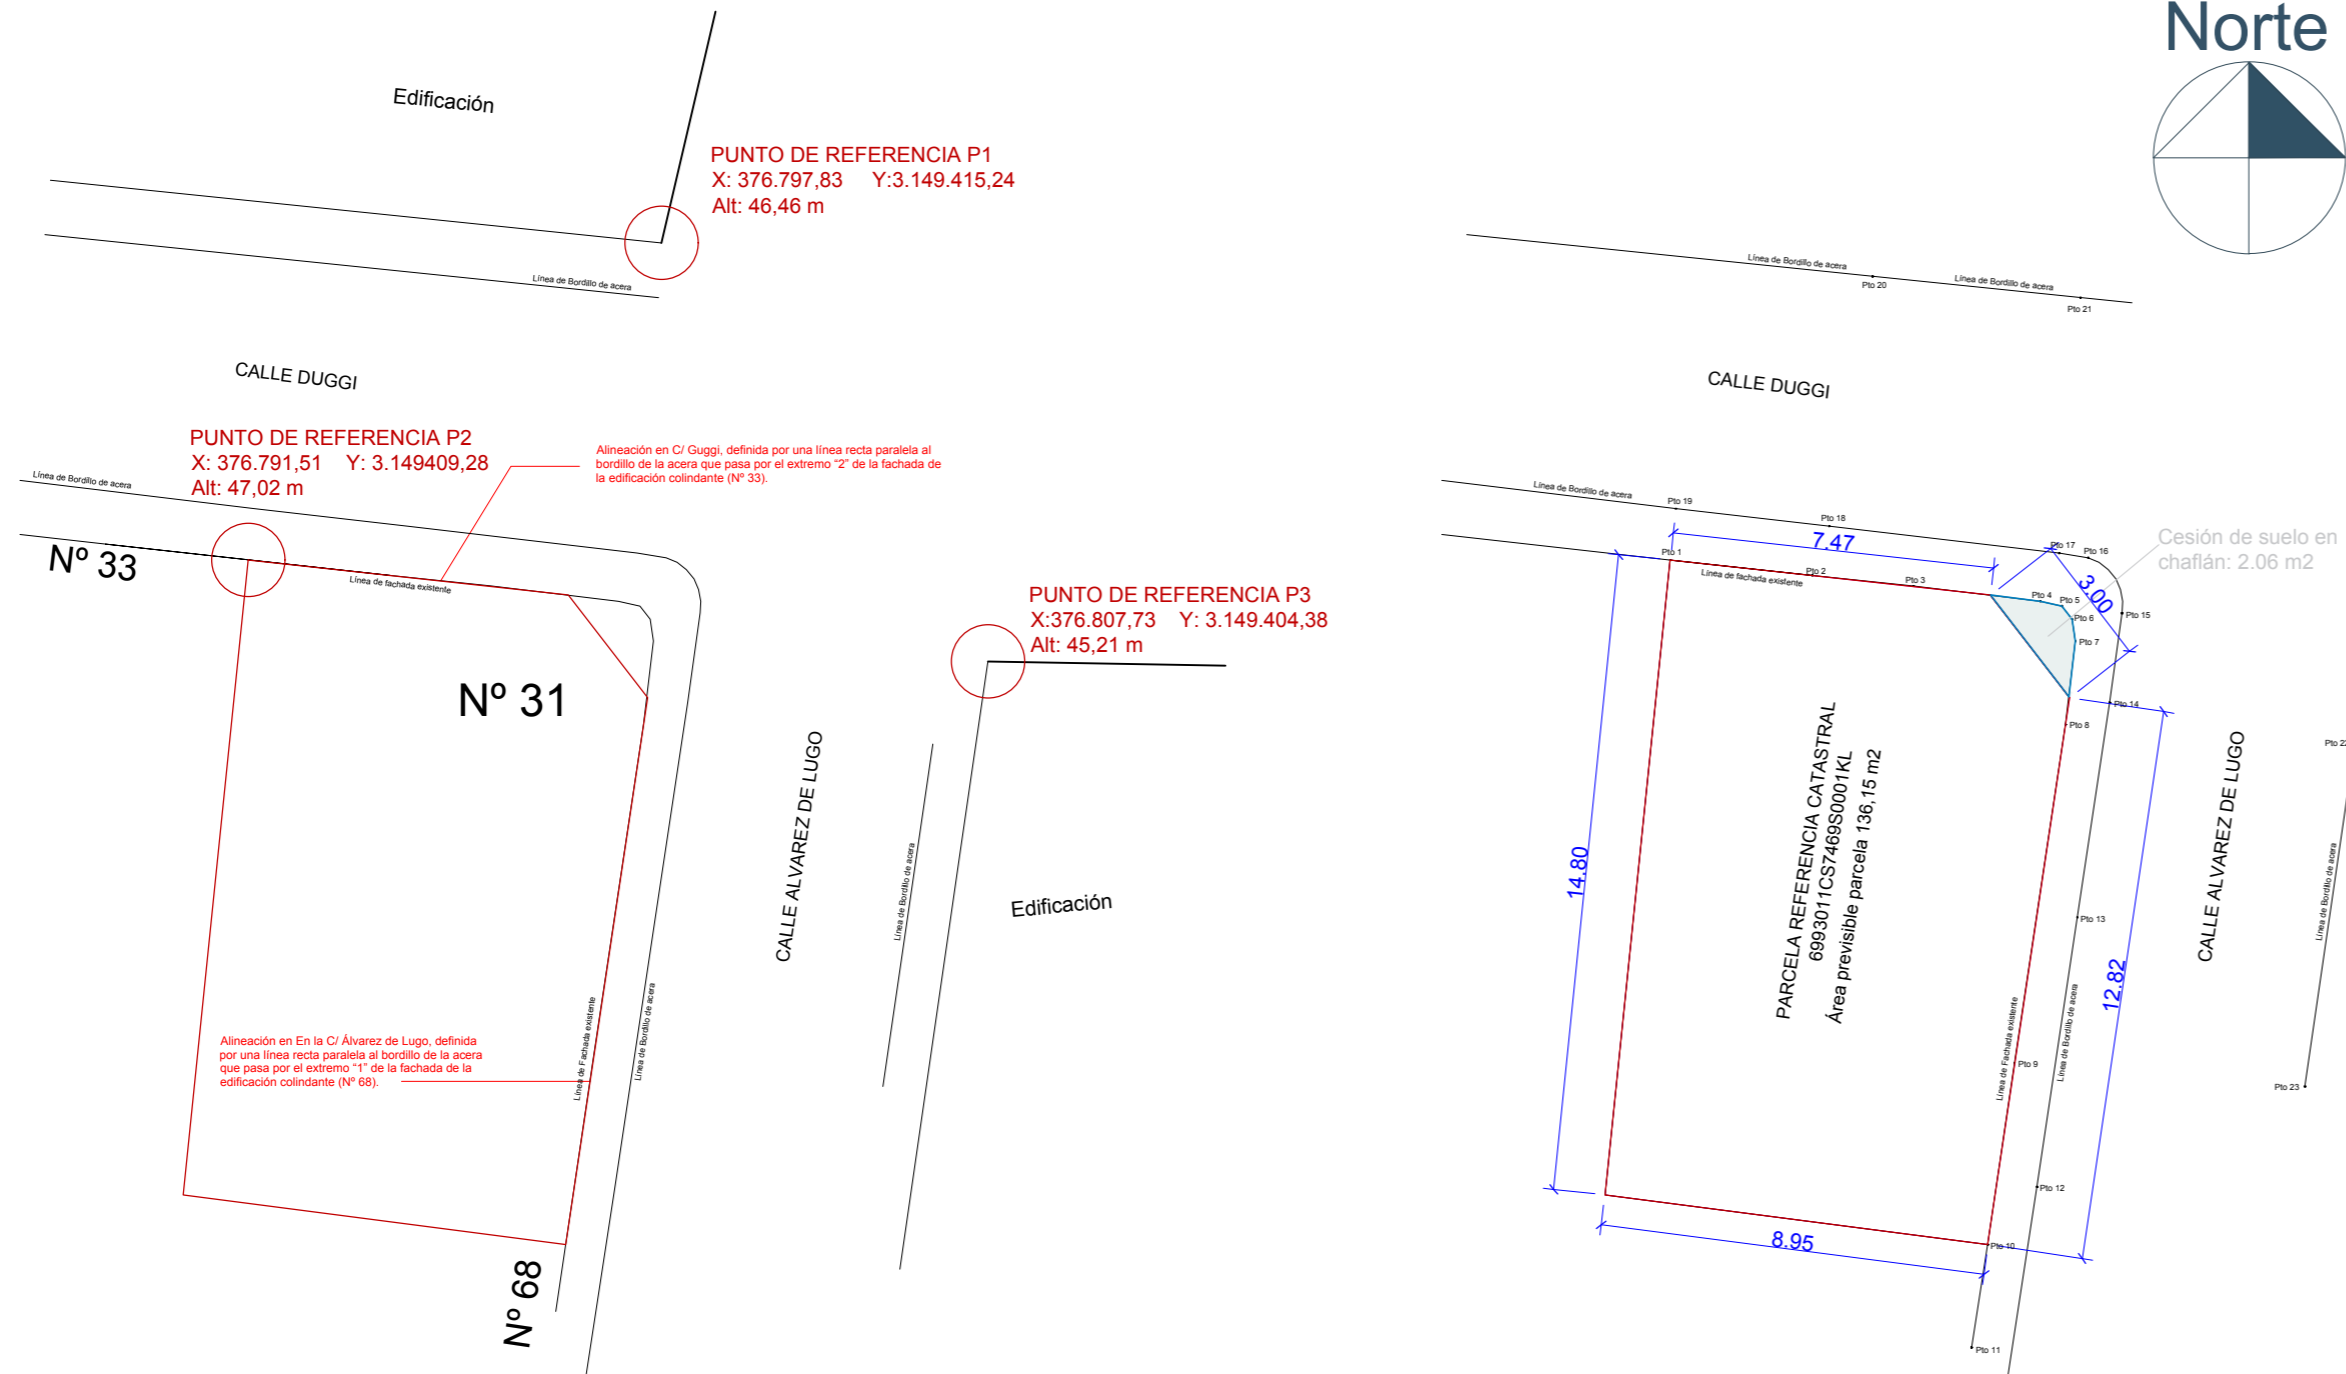 Norte
Edificación
PUNTO DE REFERENCIA P1
X: 376.797,83 Y:3.149.415,24
Alt: 46,46 m
Línea de Bordillo de acera
CALLE DUGGI
PUNTO DE REFERENCIA P2
X: 376.791,51 Y: 3.149409,28
Alt: 47,02 m
Alineación en C/ Guggi, definida por una línea recta paralela al
bordillo de la acera que pasa por el extremo "2" de la fachada de
la edificación colindante (Nº 33).
Línea de Bordillo de acera
Nº 33
Línea de fachada existente
Nº 31
PUNTO DE REFERENCIA P3
X:376.807,73 Y: 3.149.404,38
Alt: 45,21 m
CALLE ALVAREZ DE LUGO
Línea de Bordillo de acera
Edificación
Alineación en En la C/ Álvarez de Lugo, definida
por una línea recta paralela al bordillo de la acera
que pasa por el extremo "1" de la fachada de la
edificación colindante (Nº 68).
Línea de Fachada existente
Línea de Bordillo de acera
Nº 68
Línea de Bordillo de acera
Pto 20
Línea de Bordillo de acera
Pto 21
CALLE DUGGI
Línea de Bordillo de acera
Pto 19
Pto 18
7.47
Pto 17
Pto 16
Cesión de suelo en
chaflán: 2.06 m2
Pto 1
Línea de fachada existente
Pto 2
Pto 3
3.00
Pto 4
Pto 5
Pto 6
Pto 7
Pto 15
Pto 14
Pto 8
PARCELA REFERENCIA CATASTRAL
6993011CS7469S0001KL
Área previsible parcela 136,15 m2
CALLE ALVAREZ DE LUGO
Pto 22
Línea de Bordillo de acera
Pto 23
14.80
Pto 13
12.82
Línea de Fachada existente
Pto 9
Línea de Bordillo de acera
Pto 12
8.95
Pto 10
Pto 11